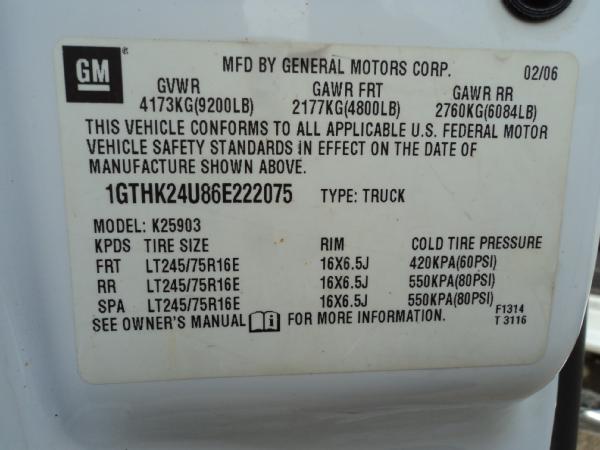 GM ® MFD BY GENERAL MOTORS CORP. 02/06
GVWR GAWR FRT GAWR RR
4173KG(9200LB) 2177KG(4800LB) 2760KG(6084LB)
THIS VEHICLE CONFORMS TO ALL APPLICABLE U.S. FEDERAL MOTOR
VEHICLE SAFETY STANDARDS IN EFFECT ON THE DATE OF
MANUFACTURE SHOWN ABOVE.
1GTHK24U86E222075 TYPE: TRUCK
MODEL: K25903
KPDS TIRE SIZE RIM COLD TIRE PRESSURE
FRT LT245/75R16E 16X6.5J 420KPA(60PSI)
RR LT245/75R16E 16X6.5J 550KPA(80PSI)
SPA LT245/75R16E 16X6.5J 550KPA(80PSI)
SEE OWNER'S MANUAL i FOR MORE INFORMATION.
F1314
T 3116